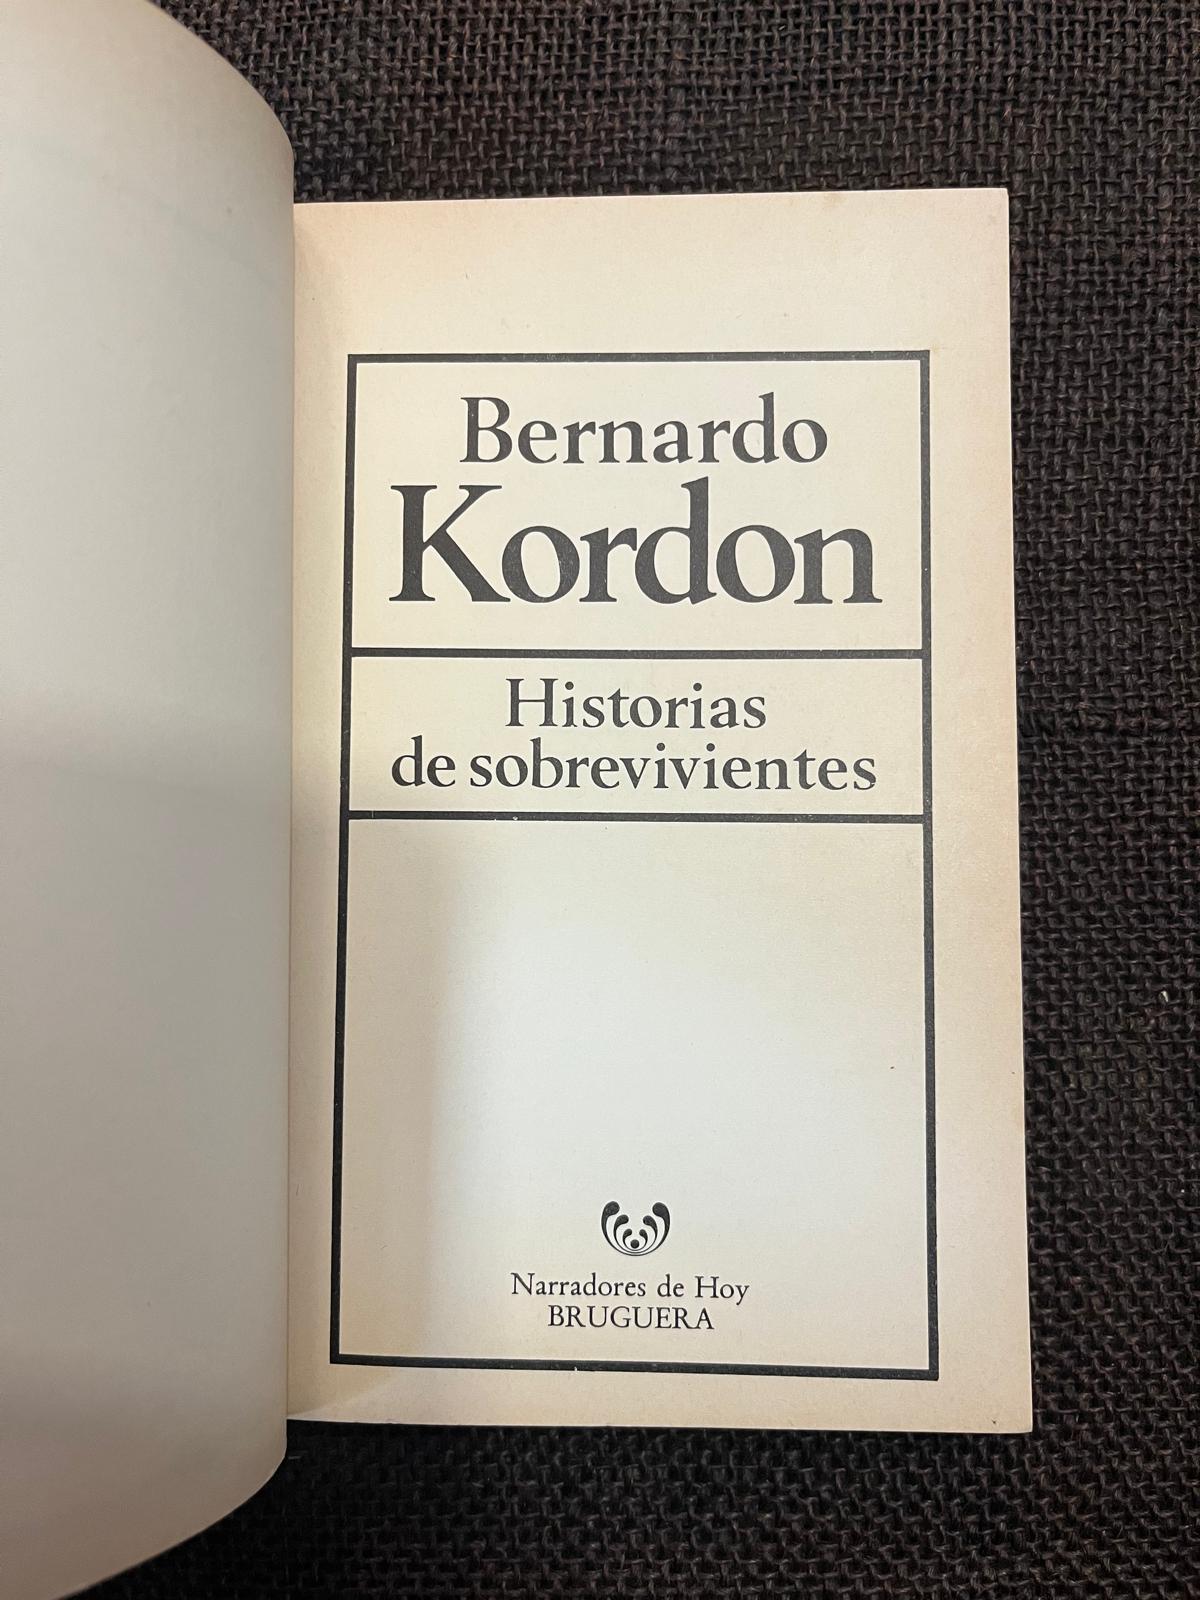 Bernardo
Kordon
Historias
de sobrevivientes
Narradores de Hoy
BRUGUERA